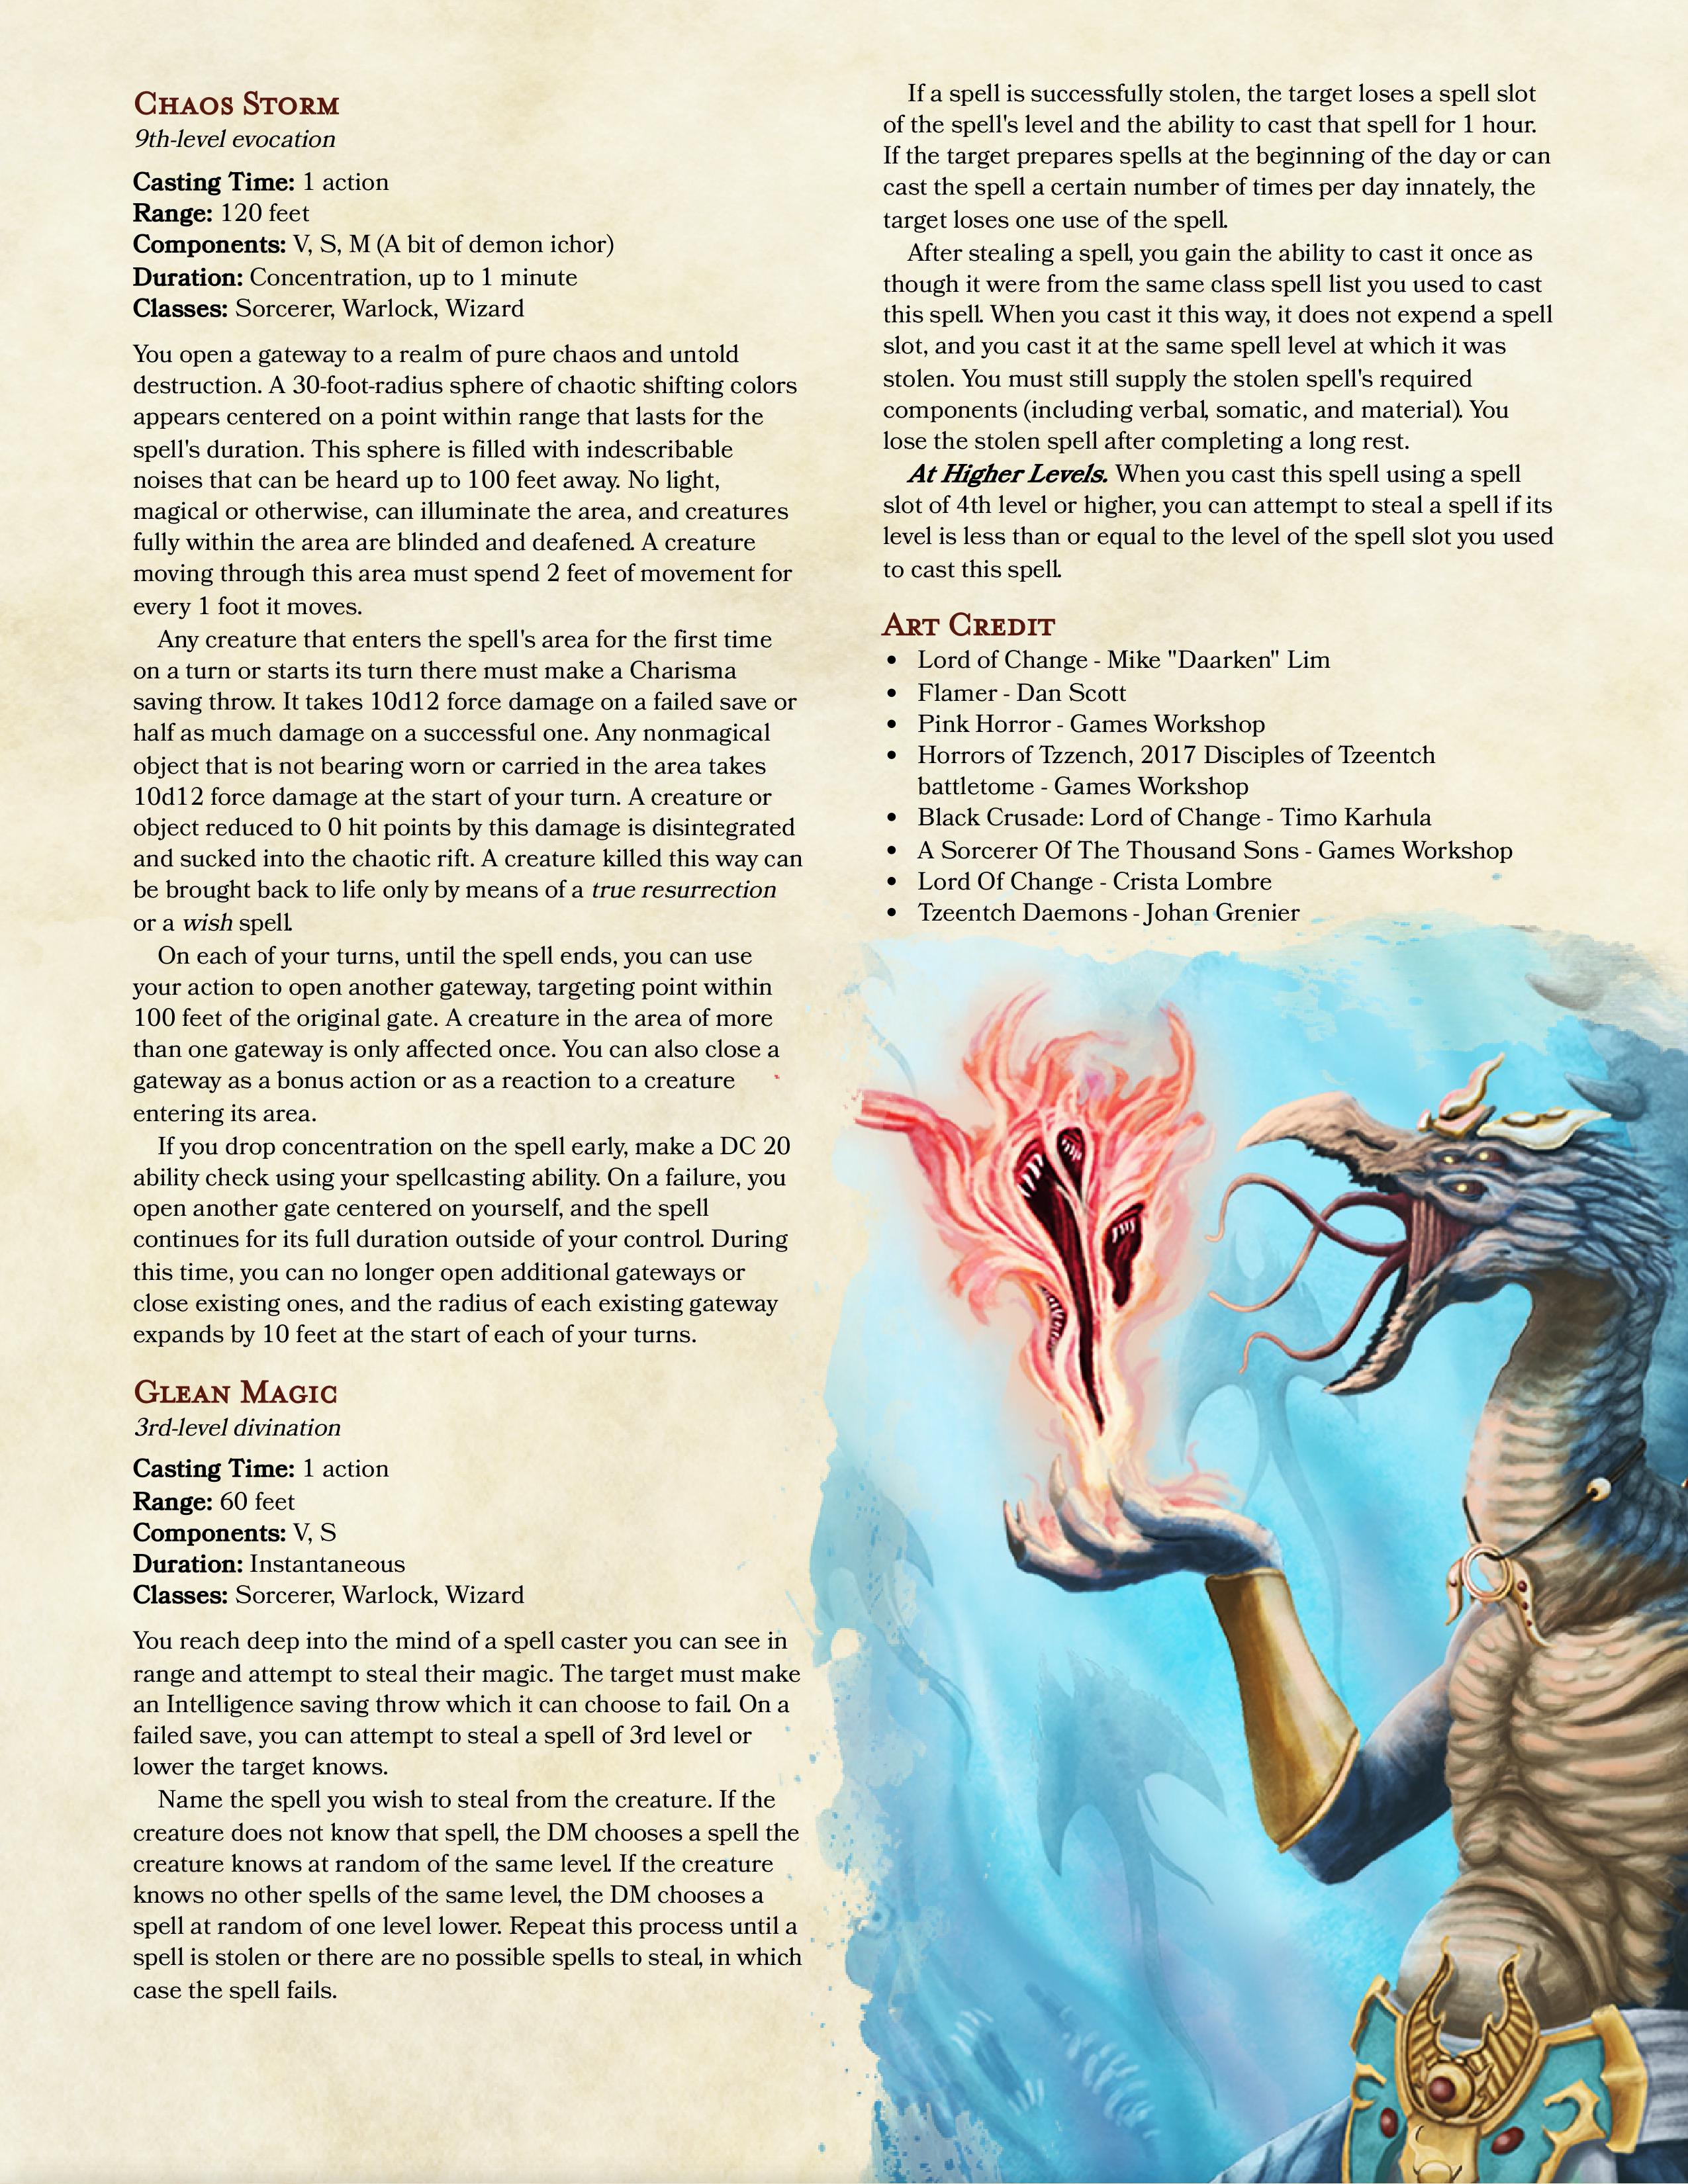 Chaos Storm
9th-level evocation
Casting Time: 1 action
Range: 120 feet
Components: V, S, M (A bit of demon ichor)
Duration: Concentration, up to 1 minute
Classes: Sorcerer, Warlock, Wizard
You open a gateway to a realm of pure chaos and untold
destruction. A 30-foot-radius sphere of chaotic shifting colors
appears centered on a point within range that lasts for the
spell's duration. This sphere is filled with indescribable
noises that can be heard up to 100 feet away. No light,
magical or otherwise, can illuminate the area, and creatures
fully within the area are blinded and deafened. A creature
moving through this area must spend 2 feet of movement for
every 1 foot it moves.
Any creature that enters the spell's area for the first time
on a turn or starts its turn there must make a Charisma
saving throw. It takes 10d12 force damage on a failed save or
half as much damage on a successful one. Any nonmagical
object that is not bearing worn or carried in the area takes
10d12 force damage at the start of your turn. A creature or
object reduced to 0 hit points by this damage is disintegrated
and sucked into the chaotic rift. A creature killed this way can
be brought back to life only by means of a true resurrection
or a wish spell.
On each of your turns, until the spell ends, you can use
your action to open another gateway, targeting point within
100 feet of the original gate. A creature in the area of more
than one gateway is only affected once. You can also close a
gateway as a bonus action or as a reaction to a creature
entering its area.
If you drop concentration on the spell early, make a DC 20
ability check using your spellcasting ability. On a failure, you
open another gate centered on yourself, and the spell
continues for its full duration outside of your control. During
this time, you can no longer open additional gateways or
close existing ones, and the radius of each existing gateway
expands by 10 feet at the start of each of your turns.
Glean Magic
3rd-level divination
Casting Time: 1 action
Range: 60 feet
Components: V, S
Duration: Instantaneous
Classes: Sorcerer, Warlock, Wizard
You reach deep into the mind of a spell caster you can see in
range and attempt to steal their magic. The target must make
an Intelligence saving throw which it can choose to fail. On a
failed save, you can attempt to steal a spell of 3rd level or
lower the target knows.
Name the spell you wish to steal from the creature. If the
creature does not know that spell, the DM chooses a spell the
creature knows at random of the same level. If the creature
knows no other spells of the same level, the DM chooses a
spell at random of one level lower. Repeat this process until a
spell is stolen or there are no possible spells to steal, in which
case the spell fails.
If a spell is successfully stolen, the target loses a spell slot
of the spell's level and the ability to cast that spell for 1 hour.
If the target prepares spells at the beginning of the day or can
cast the spell a certain number of times per day innately, the
target loses one use of the spell.
After stealing a spell, you gain the ability to cast it once as
though it were from the same class spell list you used to cast
this spell. When you cast it this way, it does not expend a spell
slot, and you cast it at the same spell level at which it was
stolen. You must still supply the stolen spell's required
components (including verbal, somatic, and material). You
lose the stolen spell after completing a long rest.
At Higher Levels. When you cast this spell using a spell
slot of 4th level or higher, you can attempt to steal a spell if its
level is less than or equal to the level of the spell slot you used
to cast this spell.
Art Credit
• Lord of Change - Mike "Daarken" Lim
• Flamer - Dan Scott
• Pink Horror - Games Workshop
• Horrors of Tzzench, 2017 Disciples of Tzeentch
battletome - Games Workshop
• Black Crusade: Lord of Change - Timo Karhula
• A Sorcerer Of The Thousand Sons - Games Workshop
• Lord Of Change - Crista Lombre
• Tzeentch Daemons - Johan Grenier